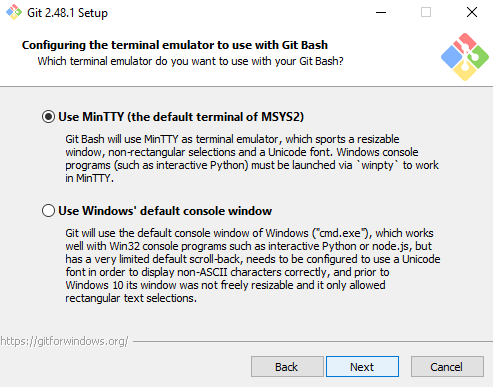 Git 2.48.1 Setup
Configuring the terminal emulator to use with Git Bash
Which terminal emulator do you want to use with your Git Bash?
Use MinTTY (the default terminal of MSYS2)
Git Bash will use MinTTY as terminal emulator, which sports a resizable
window, non-rectangular selections and a Unicode font. Windows console
programs (such as interactive Python) must be launched via `winpty` to work
in MinTTY.
Use Windows' default console window
Git will use the default console window of Windows ("cmd.exe"), which works
well with Win32 console programs such as interactive Python or node.js, but
has a very limited default scroll-back, needs to be configured to use a Unicode
font in order to display non-ASCII characters correctly, and prior to
Windows 10 its window was not freely resizable and it only allowed
rectangular text selections.
https://gitforwindows.org/
Back
Next
Cancel